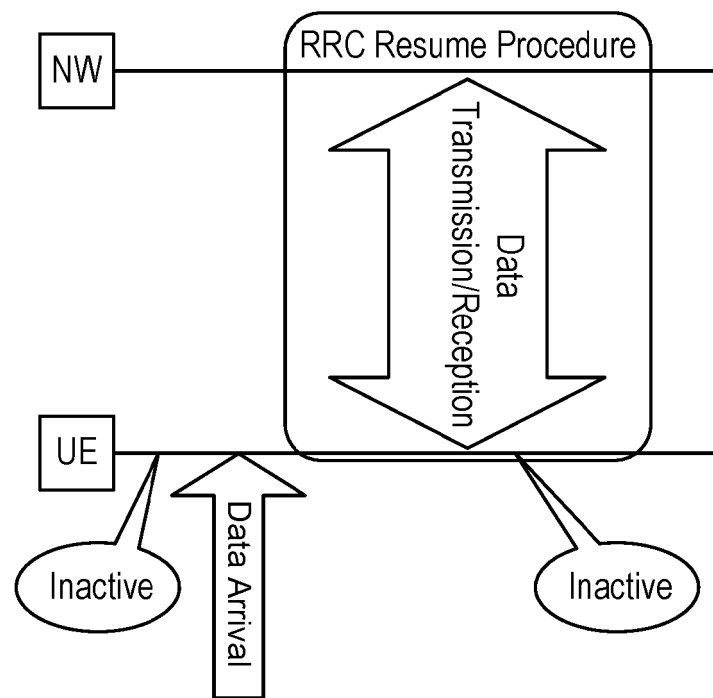 RRC Resume Procedure
NW
Data
Transmission/Reception
UE
Data Arrival
Inactive
Inactive